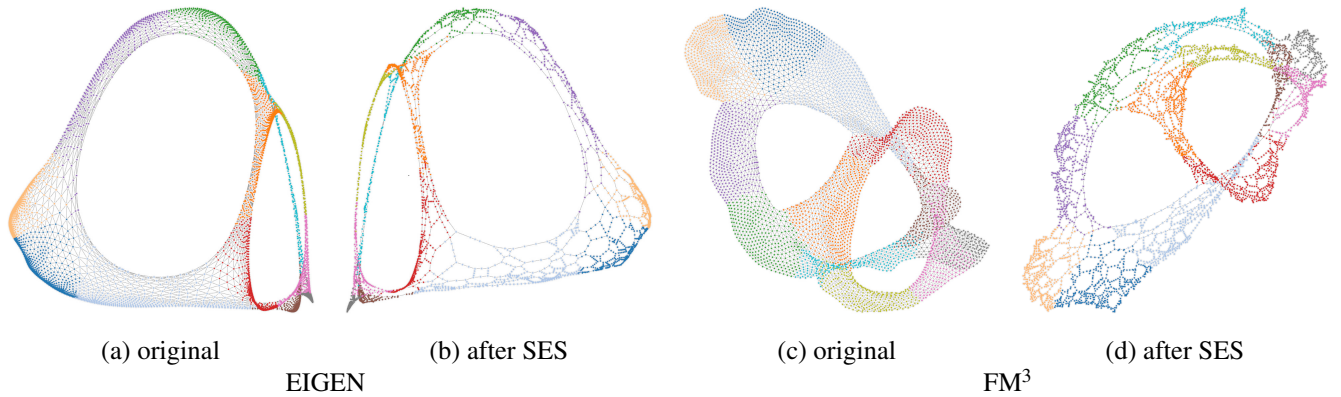 (a) original (b) after SES (c) original (d) after SES
EIGEN FM³